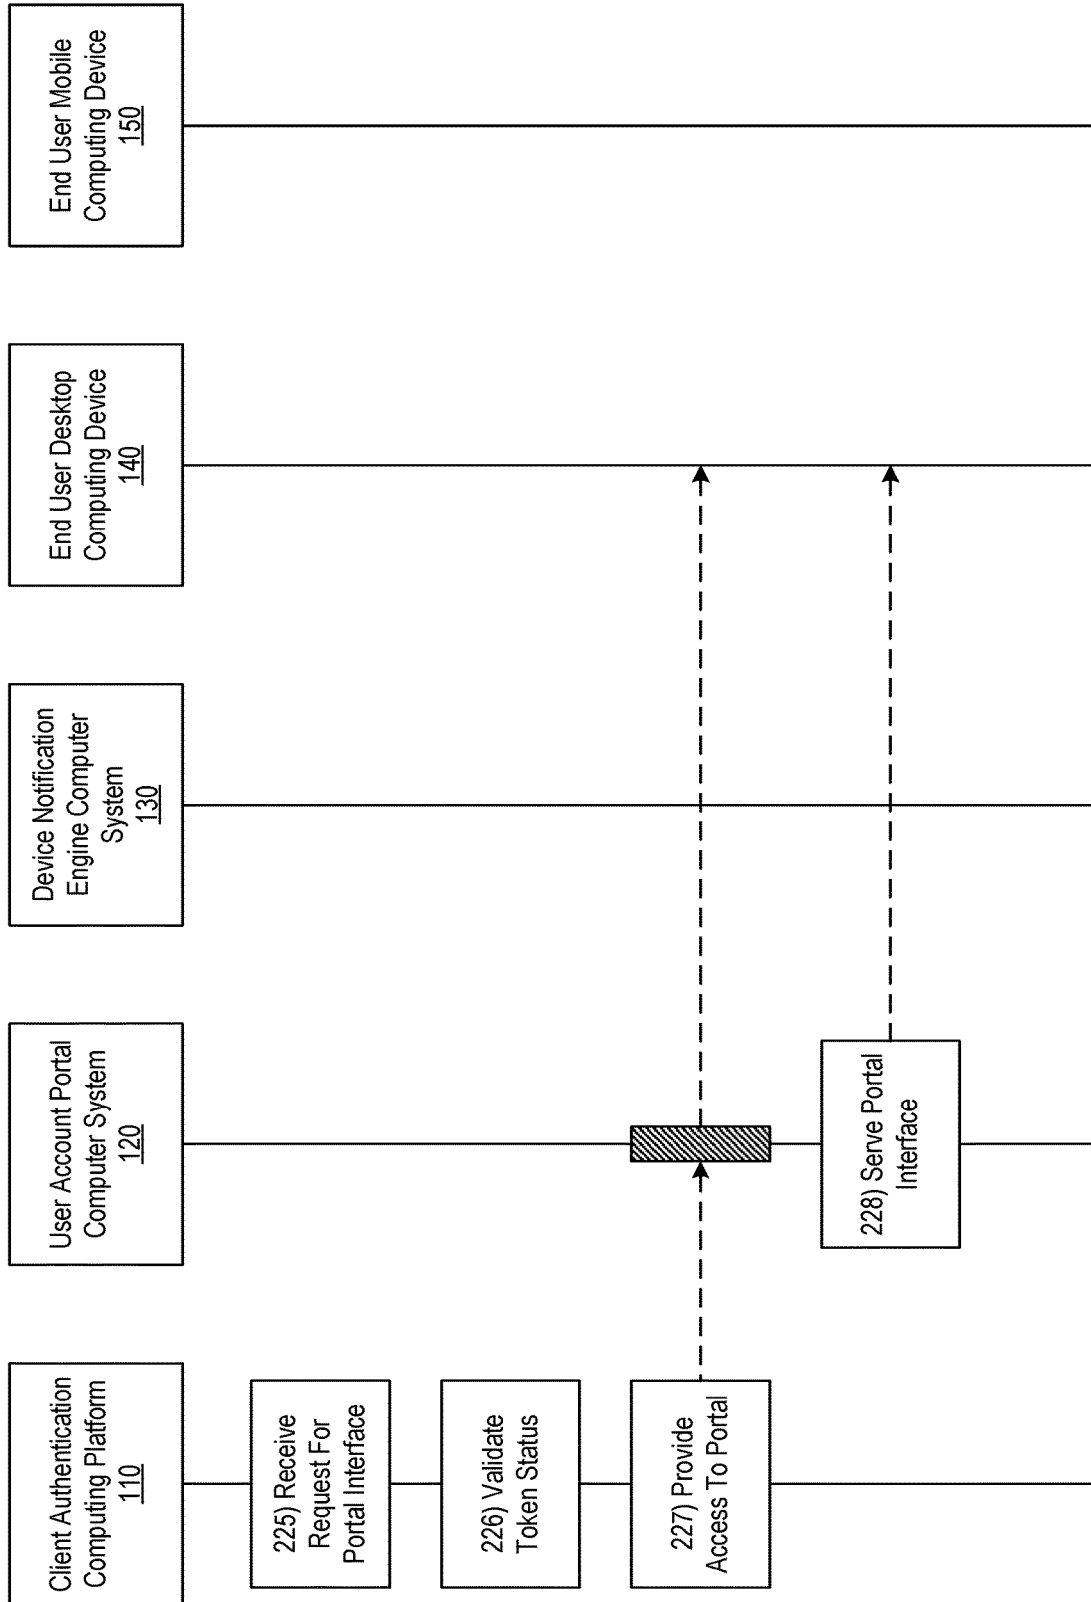 Client Authentication
Computing Platform
110
User Account Portal
Computer System
120
Device Notification
Engine Computer
System
130
End User Desktop
Computing Device
140
End User Mobile
Computing Device
150
225) Receive
Request For
Portal Interface
226) Validate
Token Status
227) Provide
Access To Portal
228) Serve Portal
Interface